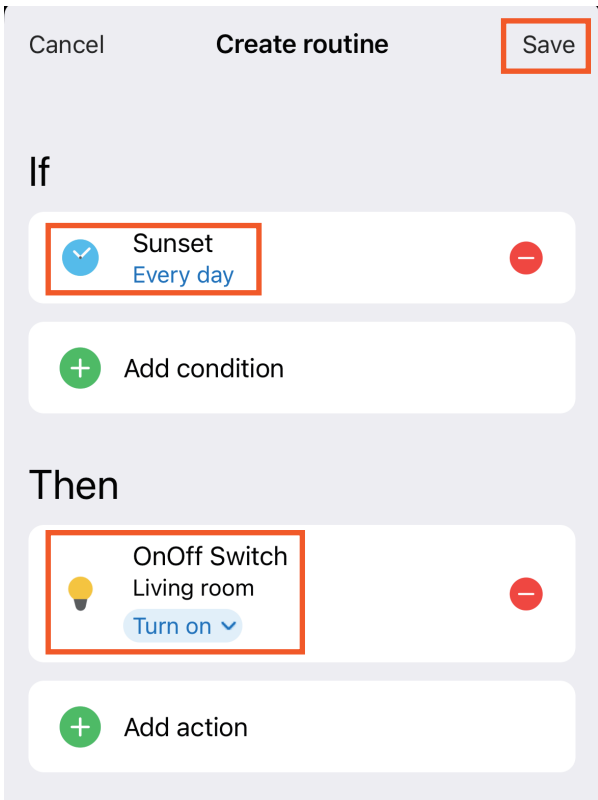 Cancel
Create routine
Save
If
Sunset
Every day
Add condition
Then
OnOff Switch
Living room
Turn on
Add action